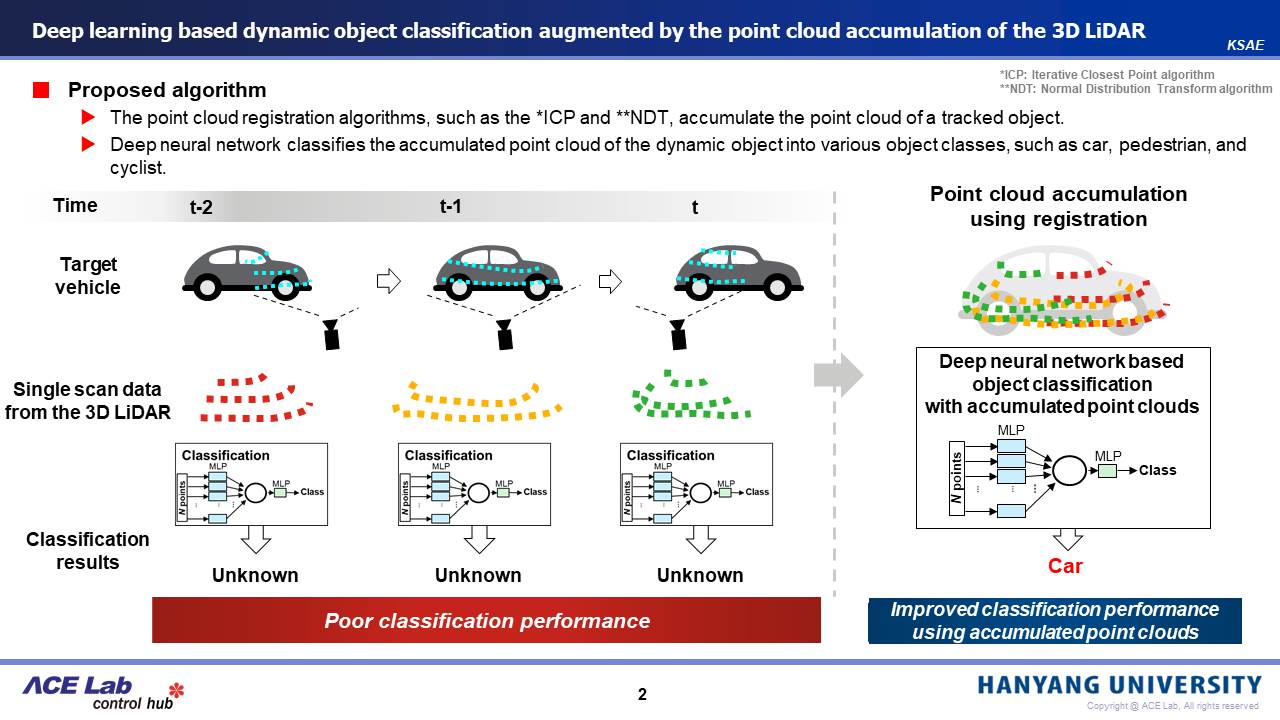 Deep learning based dynamic object classification augmented by the point cloud accumulation of the 3D LiDAR
KSAE
*ICP: Iterative Closest Point algorithm
**NDT: Normal Distribution Transform algorithm
Proposed algorithm
The point cloud registration algorithms, such as the *ICP and **NDT, accumulate the point cloud of a tracked object.
Deep neural network classifies the accumulated point cloud of the dynamic object into various object classes, such as car, pedestrian, and
cyclist.
Time
t-2
t-1
t
Target
vehicle
Single scan data
from the 3D LiDAR
Classification
MLP
N points
MLP
Class
Classification
MLP
N points
MLP
Class
Classification
MLP
N points
MLP
Class
Classification
results
Unknown
Unknown
Unknown
Poor classification performance
Point cloud accumulation
using registration
Deep neural network based
object classification
with accumulated point clouds
MLP
N points
MLP
Class
Car
Improved classification performance
using accumulated point clouds
ACE Lab
control hub
2
HANYANG UNIVERSITY
Copyright @ ACE Lab, All rights reserved